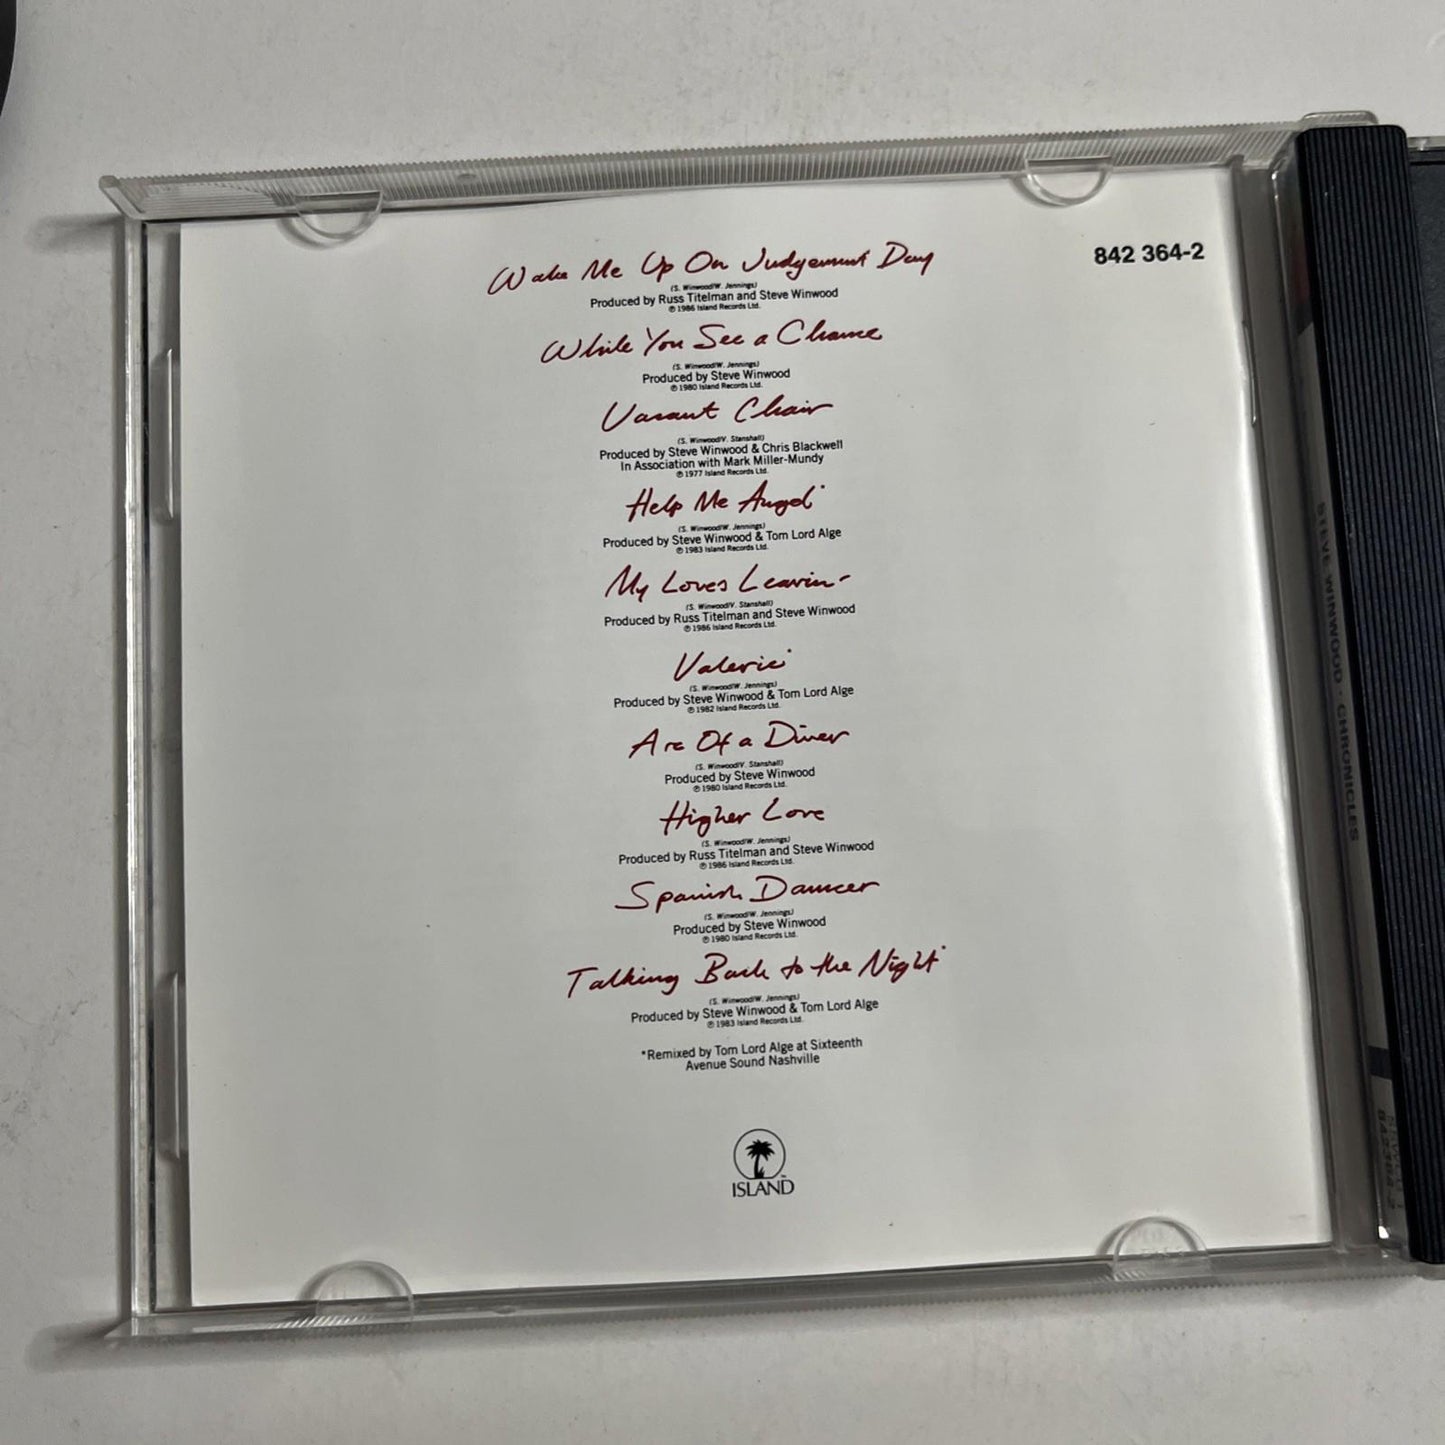 842 364-2
Wake Me Up On Judgement Day
(S. Winwood/W. Jennings)
Produced by Russ Titelman and Steve Winwood
℗ 1986 Island Records Ltd.
While You See a Chance
(S. Winwood/W. Jennings)
Produced by Steve Winwood
℗ 1980 Island Records Ltd.
Vacant Chair
(S. Winwood/V. Stanshall)
Produced by Steve Winwood & Chris Blackwell
In Association with Mark Miller-Mundy
℗ 1977 Island Records Ltd.
Help Me Angel*
(S. Winwood/W. Jennings)
Produced by Steve Winwood & Tom Lord Alge
℗ 1983 Island Records Ltd.
My Loves Leavin'
(S. Winwood/V. Stanshall)
Produced by Russ Titelman and Steve Winwood
℗ 1986 Island Records Ltd.
Valerie*
(S. Winwood/W. Jennings)
Produced by Steve Winwood & Tom Lord Alge
℗ 1982 Island Records Ltd.
Arc Of a Diver
(S. Winwood/V. Stanshall)
Produced by Steve Winwood
℗ 1980 Island Records Ltd.
Higher Love
(S. Winwood/W. Jennings)
Produced by Russ Titelman and Steve Winwood
℗ 1986 Island Records Ltd.
Spanish Dancer
(S. Winwood/W. Jennings)
Produced by Steve Winwood
℗ 1980 Island Records Ltd.
Talking Back to the Night*
(S. Winwood/W. Jennings)
Produced by Steve Winwood & Tom Lord Alge
℗ 1983 Island Records Ltd.
*Remixed by Tom Lord Alge at Sixteenth
Avenue Sound Nashville
ISLAND
STEVE WINWOOD · CHRONICLES
842364-2